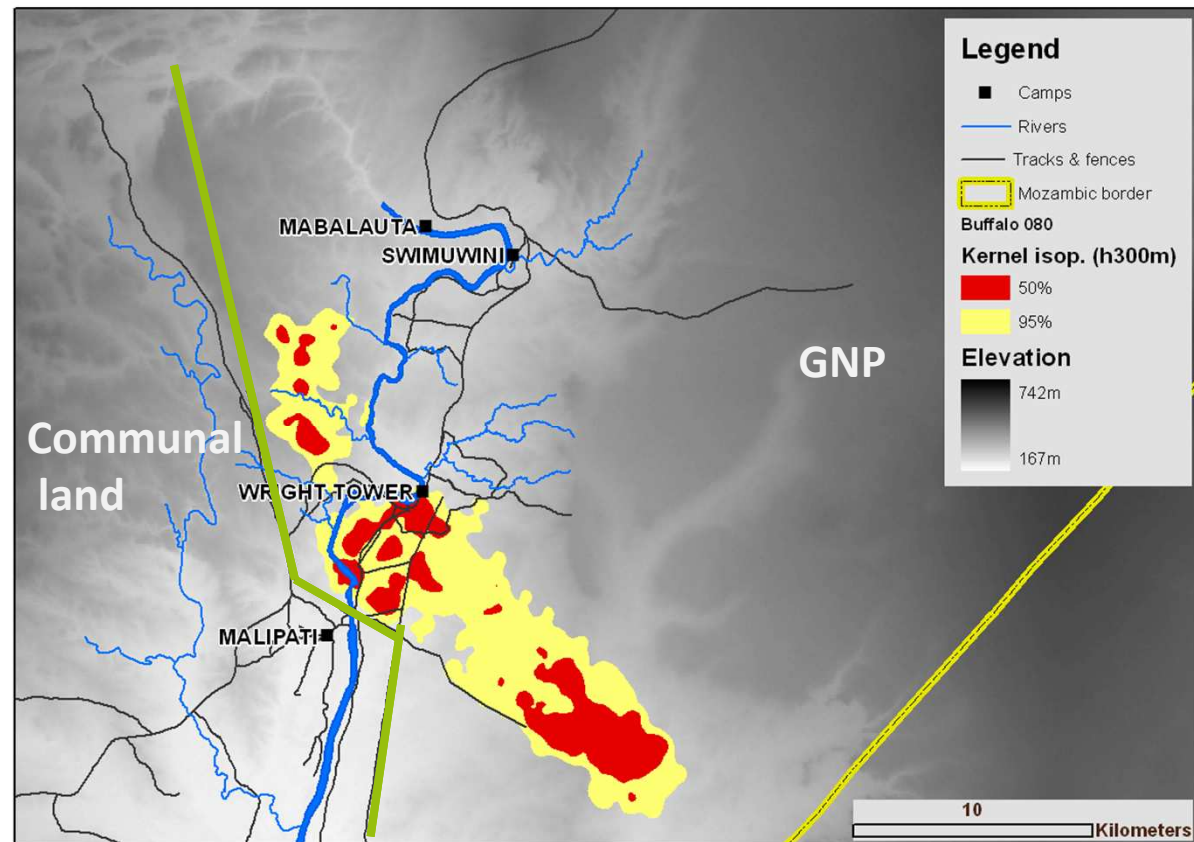 MABALAUTA
SWIMUWINI
GNP
Communal
land
WRIGHT TOWER
MALIPATI
Legend
Camps
Rivers
Tracks & fences
Mozambic border
Buffalo 080
Kernel isop. (h300m)
50%
95%
Elevation
742m
167m
10
Kilometers